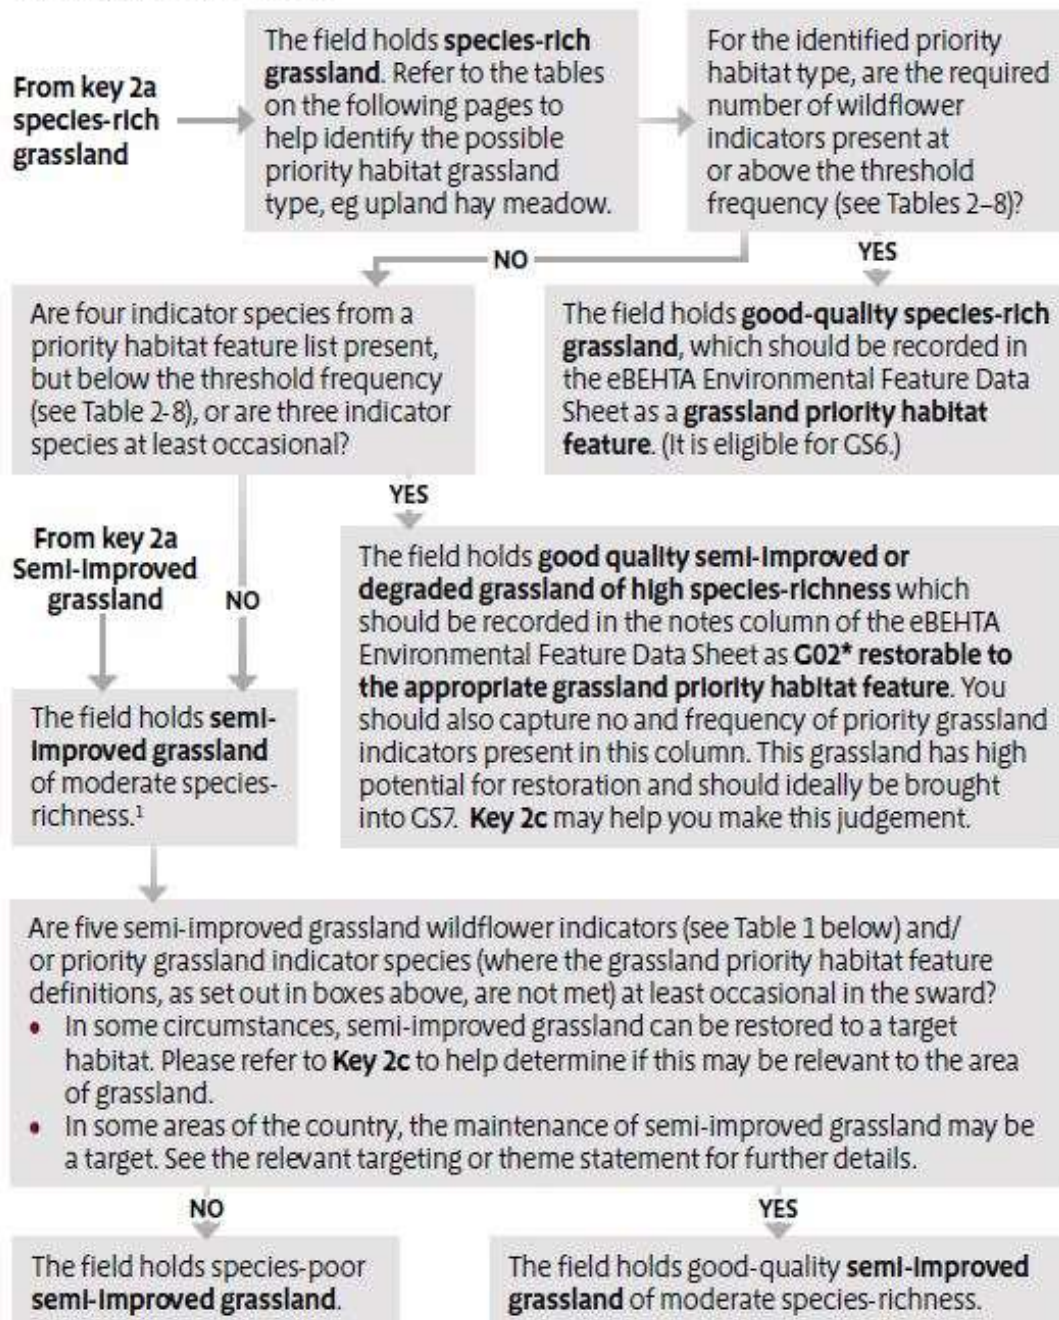 From key 2a
species-rich
grassland
The field holds species-rich
grassland. Refer to the tables
on the following pages to
help identify the possible
priority habitat grassland
type, eg upland hay meadow.
For the identified priority
habitat type, are the required
number of wildflower
indicators present at
or above the threshold
frequency (see Tables 2–8)?
NO
YES
Are four indicator species from a
priority habitat feature list present,
but below the threshold frequency
(see Table 2-8), or are three indicator
species at least occasional?
The field holds good-quality species-rich
grassland, which should be recorded in
the eBEHTA Environmental Feature Data
Sheet as a grassland priority habitat
feature. (It is eligible for GS6.)
YES
From key 2a
Semi-improved
grassland
NO
The field holds good quality semi-improved or
degraded grassland of high species-richness which
should be recorded in the notes column of the eBEHTA
Environmental Feature Data Sheet as G02* restorable to
the appropriate grassland priority habitat feature. You
should also capture no and frequency of priority grassland
indicators present in this column. This grassland has high
potential for restoration and should ideally be brought
into GS7. Key 2c may help you make this judgement.
The field holds semi-
improved grassland
of moderate species-
richness.¹
Are five semi-improved grassland wildflower indicators (see Table 1 below) and/
or priority grassland indicator species (where the grassland priority habitat feature
definitions, as set out in boxes above, are not met) at least occasional in the sward?
• In some circumstances, semi-improved grassland can be restored to a target
habitat. Please refer to Key 2c to help determine if this may be relevant to the area
of grassland.
• In some areas of the country, the maintenance of semi-improved grassland may be
a target. See the relevant targeting or theme statement for further details.
NO
YES
The field holds species-poor
semi-improved grassland.
The field holds good-quality semi-improved
grassland of moderate species-richness.